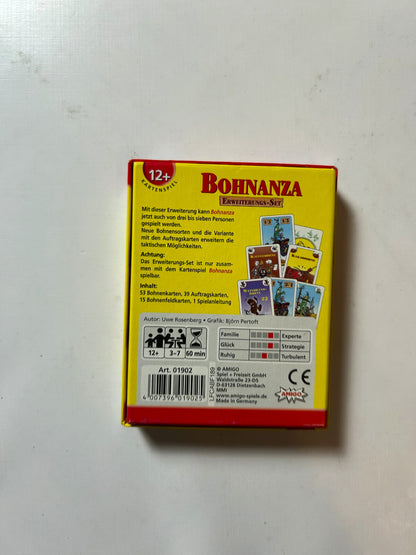 12+
KARTENSPIEL
BOHNANZA
ERWEITERUNGS-SET
Mit dieser Erweiterung kann Bohnanza
jetzt auch von drei bis sieben Personen
gespielt werden.
Neue Bohnensorten und die Variante
mit den Auftragskarten erweitern die
taktischen Möglichkeiten.
Achtung:
Das Erweiterungs-Set ist nur zusam-
men mit dem Kartenspiel Bohnanza
spielbar.
Inhalt:
53 Bohnenkarten, 39 Auftragskarten,
15 Bohnenfeldkarten, 1 Spielanleitung
Autor: Uwe Rosenberg • Grafik: Björn Pertoft
12+ 3–7 60 min
Familie Experte
Glück Strategie
Ruhig Turbulent
Art. 01902
4 007396 019025
LFCABF189
© AMIGO
Spiel + Freizeit GmbH
Waldstraße 23-D5
D-63128 Dietzenbach
MMI
www.amigo-spiele.de
Made in Germany
AMIGO
CE